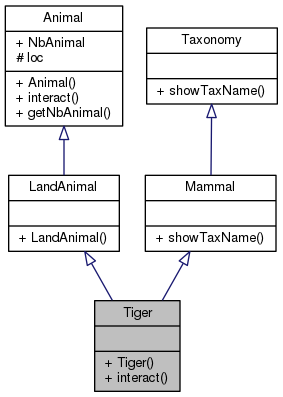 Animal
+ NbAnimal
# loc
+ Animal()
+ interact()
+ getNbAnimal()
Taxonomy
+ showTaxName()
LandAnimal
+ LandAnimal()
Mammal
+ showTaxName()
Tiger
+ Tiger()
+ interact()